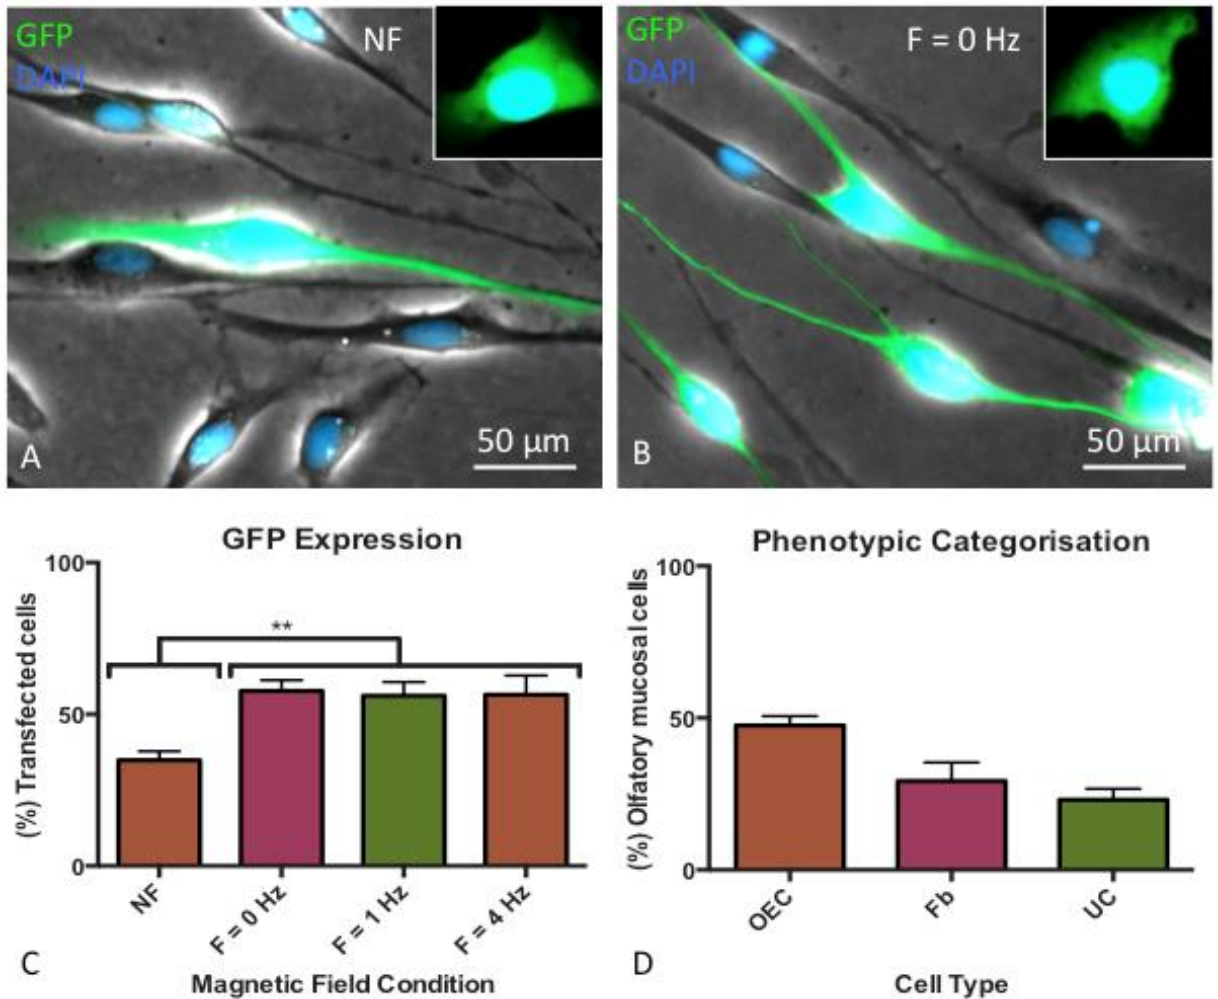 GFP
DAPI
NF
50 µm
A
GFP
DAPI
F = 0 Hz
50 µm
B
GFP Expression
(%) Transfected cells
100
50
0
**
NF
F = 0 Hz
F = 1 Hz
F = 4 Hz
Magnetic Field Condition
C
Phenotypic Categorisation
(%) Olfatory mucosal cells
100
50
0
OEC
Fb
UC
Cell Type
D